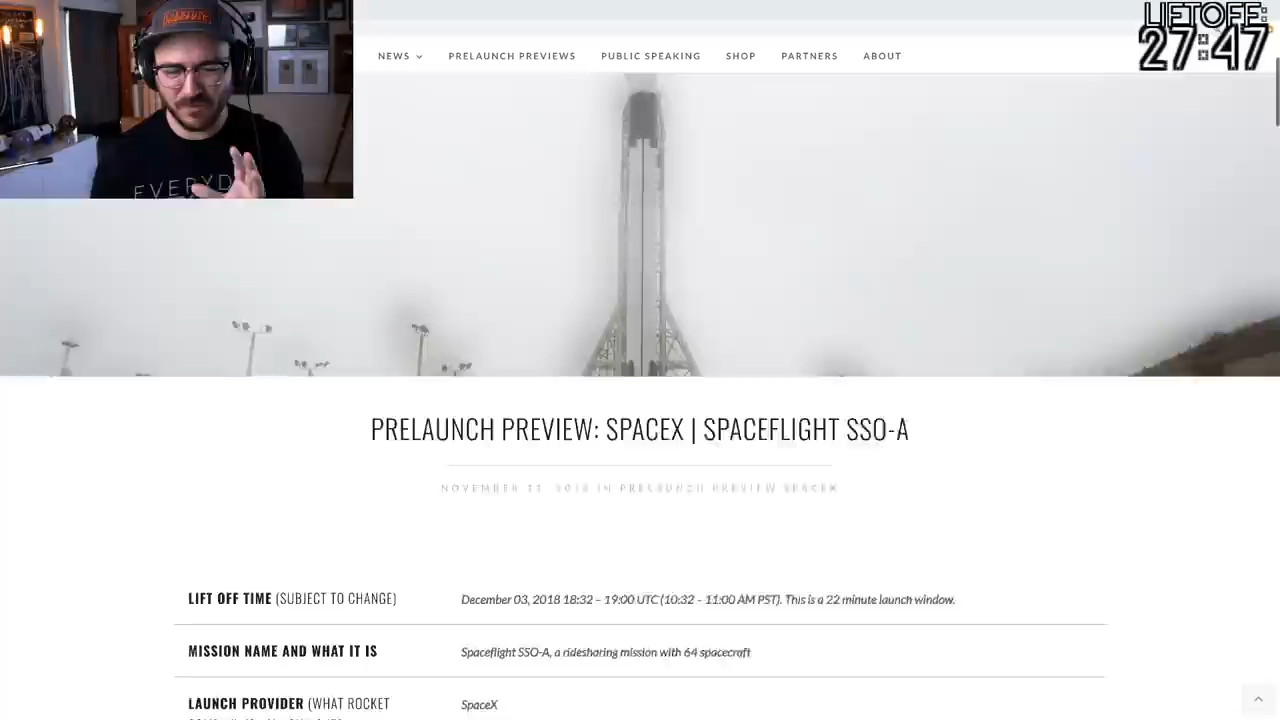 LIFTOFF:
27:47
NEWS PRELAUNCH PREVIEWS PUBLIC SPEAKING SHOP PARTNERS ABOUT
EVERYD
PRELAUNCH PREVIEW: SPACEX | SPACEFLIGHT SSO-A
NOVEMBER 11, 2018 IN PRELAUNCH PREVIEW SPACEX
LIFT OFF TIME (SUBJECT TO CHANGE) December 03, 2018 18:32 - 19:00 UTC (10:32 - 11:00 AM PST). This is a 22 minute launch window.
MISSION NAME AND WHAT IT IS Spaceflight SSO-A, a ridesharing mission with 64 spacecraft
LAUNCH PROVIDER (WHAT ROCKET SpaceX